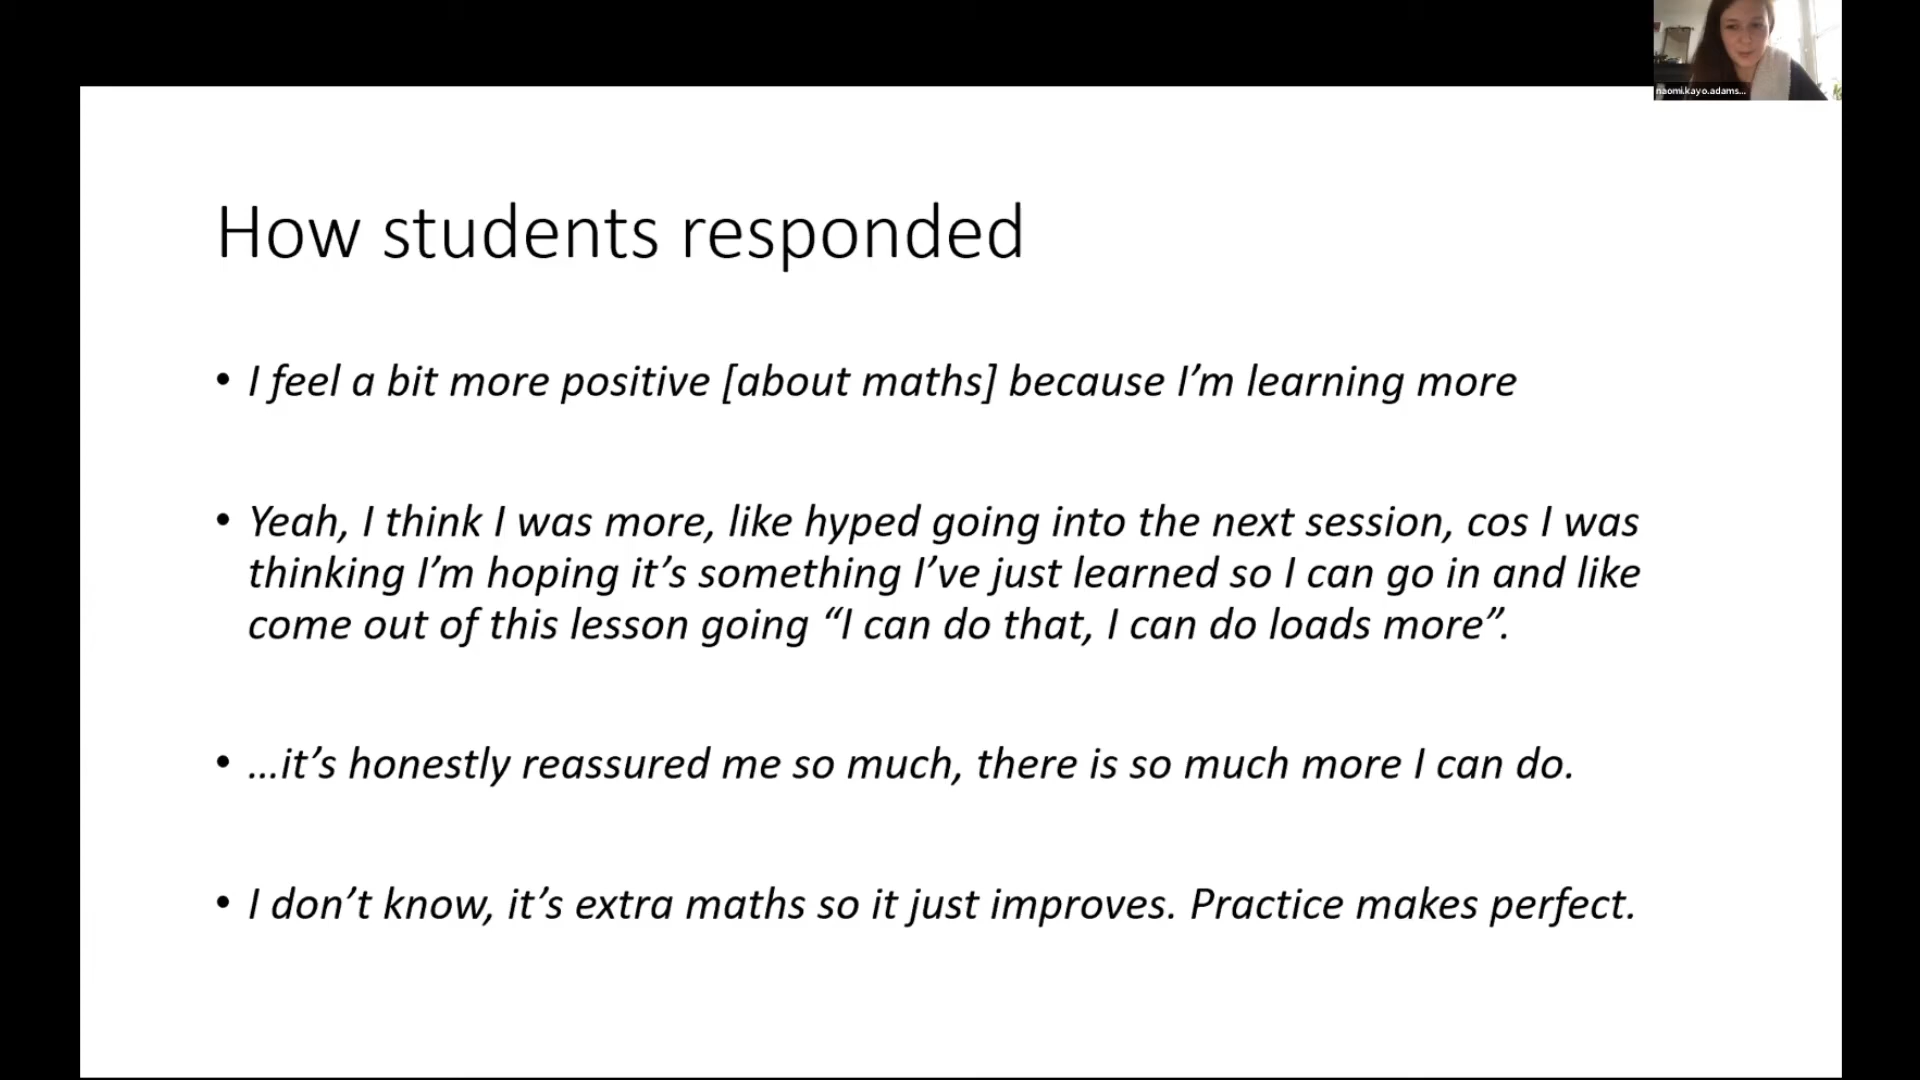 naomi.kayo.adams...
How students responded
• I feel a bit more positive [about maths] because I’m learning more
• Yeah, I think I was more, like hyped going into the next session, cos I was
thinking I’m hoping it’s something I’ve just learned so I can go in and like
come out of this lesson going “I can do that, I can do loads more”.
• …it’s honestly reassured me so much, there is so much more I can do.
• I don’t know, it’s extra maths so it just improves. Practice makes perfect.